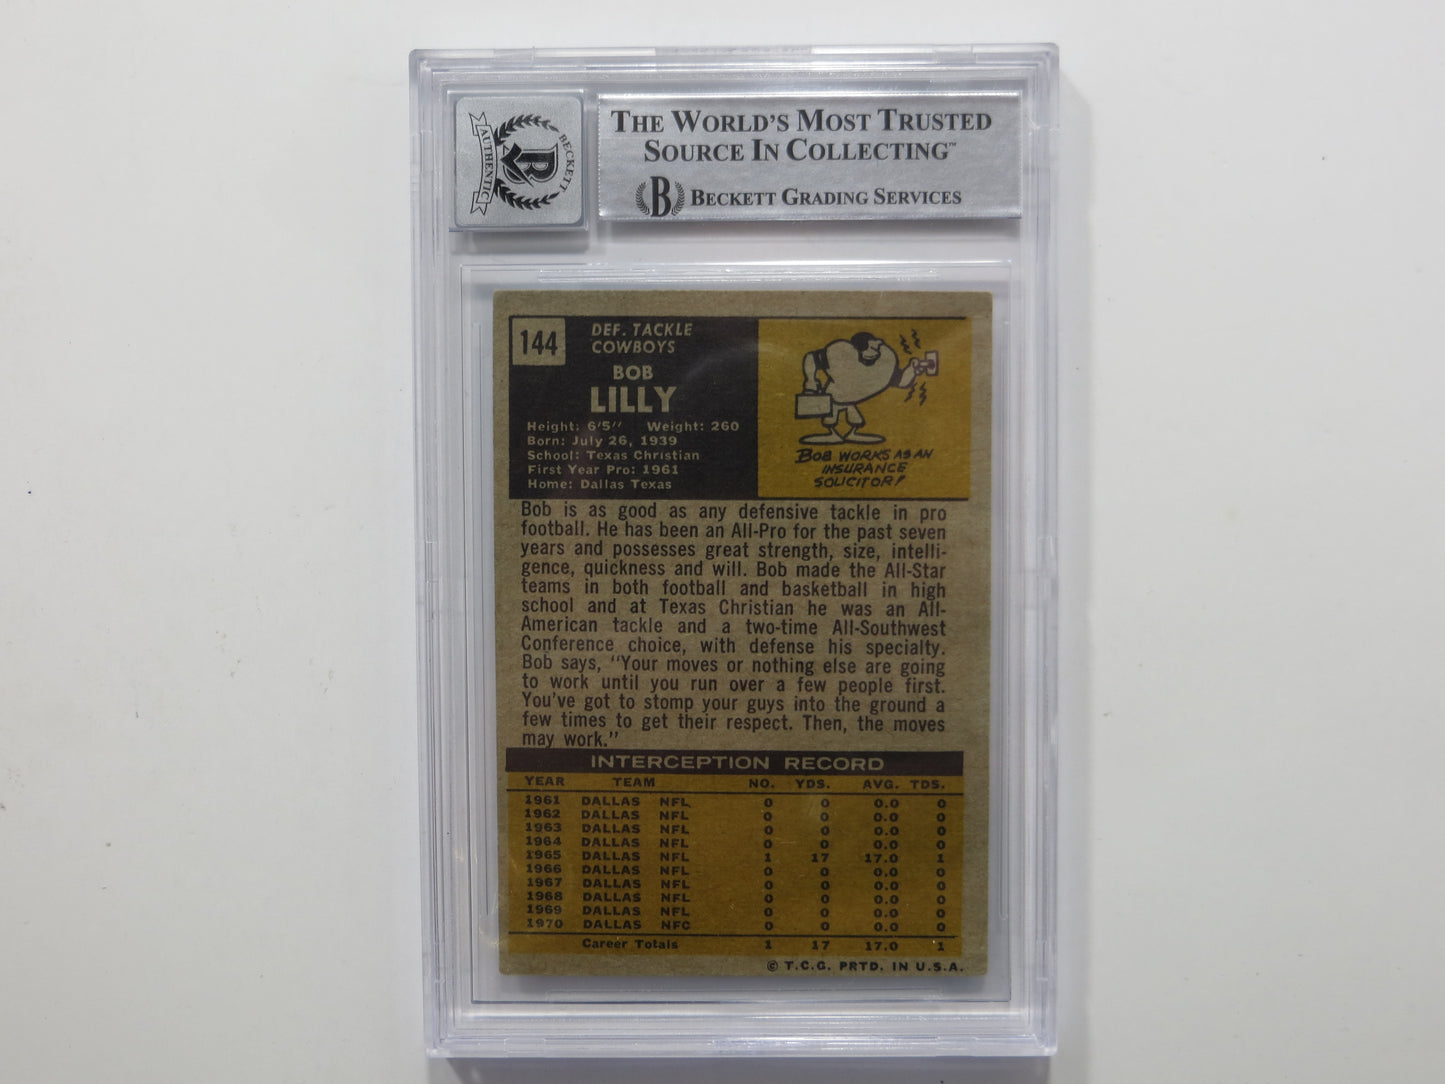 BECKETT
AUTHENTIC
B
THE WORLD'S MOST TRUSTED
SOURCE IN COLLECTING™
B BECKETT GRADING SERVICES
144
DEF. TACKLE
COWBOYS
BOB
LILLY
Height: 6'5'' Weight: 260
Born: July 26, 1939
School: Texas Christian
First Year Pro: 1961
Home: Dallas Texas
BOB WORKS AS AN
INSURANCE
SOLICITOR!
Bob is as good as any defensive tackle in pro
football. He has been an All-Pro for the past seven
years and possesses great strength, size, intelli-
gence, quickness and will. Bob made the All-Star
teams in both football and basketball in high
school and at Texas Christian he was an All-
American tackle and a two-time All-Southwest
Conference choice, with defense his specialty.
Bob says, "Your moves or nothing else are going
to work until you run over a few people first.
You've got to stomp your guys into the ground a
few times to get their respect. Then, the moves
may work."
INTERCEPTION RECORD
YEAR TEAM NO. YDS. AVG. TDS.
1961 DALLAS NFL 0 0 0.0 0
1962 DALLAS NFL 0 0 0.0 0
1963 DALLAS NFL 0 0 0.0 0
1964 DALLAS NFL 0 0 0.0 0
1965 DALLAS NFL 1 17 17.0 1
1966 DALLAS NFL 0 0 0.0 0
1967 DALLAS NFL 0 0 0.0 0
1968 DALLAS NFL 0 0 0.0 0
1969 DALLAS NFL 0 0 0.0 0
1970 DALLAS NFC 0 0 0.0 0
Career Totals 1 17 17.0 1
© T.C.G. PRTD. IN U.S.A.